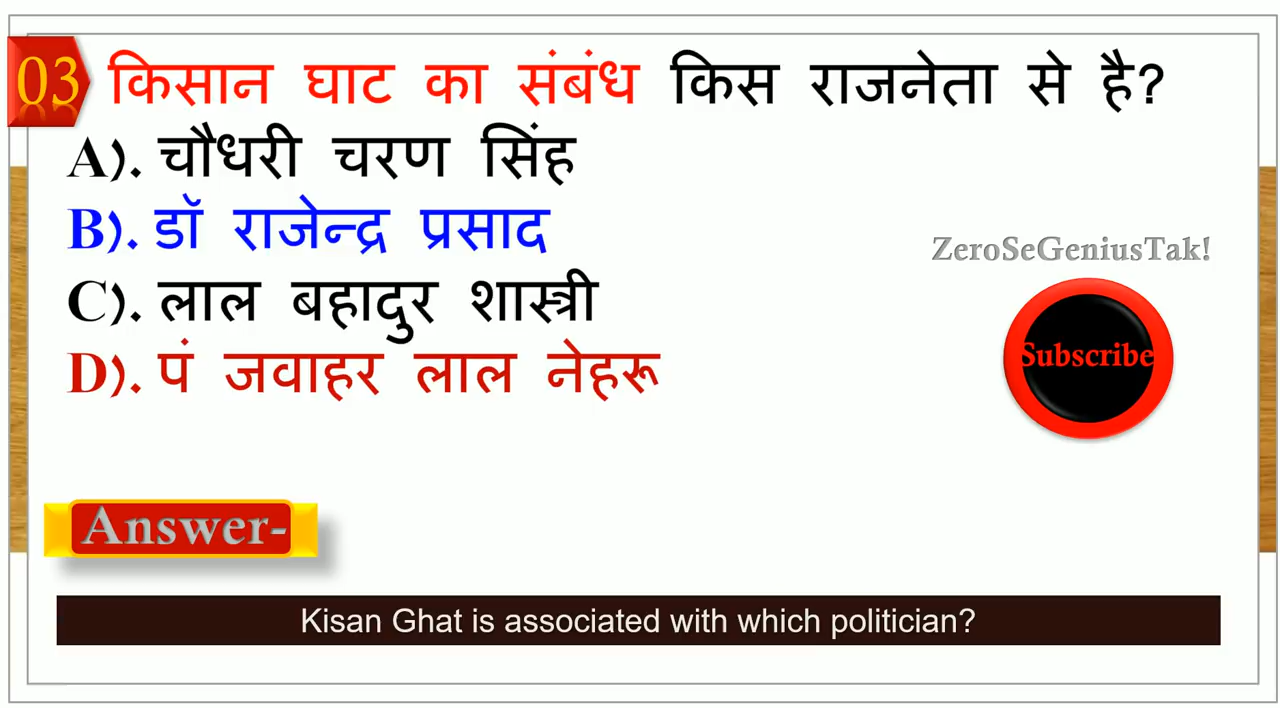 03 किसान घाट का संबंध किस राजनेता से है?
A). चौधरी चरण सिंह
B). डॉ राजेन्द्र प्रसाद
C). लाल बहादुर शास्त्री
D). पं जवाहर लाल नेहरू
ZeroSeGeniusTak!
Subscribe
Answer-
Kisan Ghat is associated with which politician?